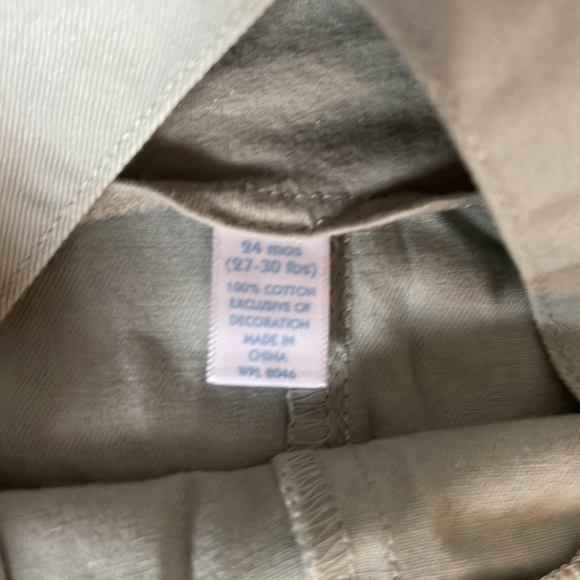 24 mos
(27-30 lbs)
100% COTTON
EXCLUSIVE OF
DECORATION
MADE IN
CHINA
WPL 8046